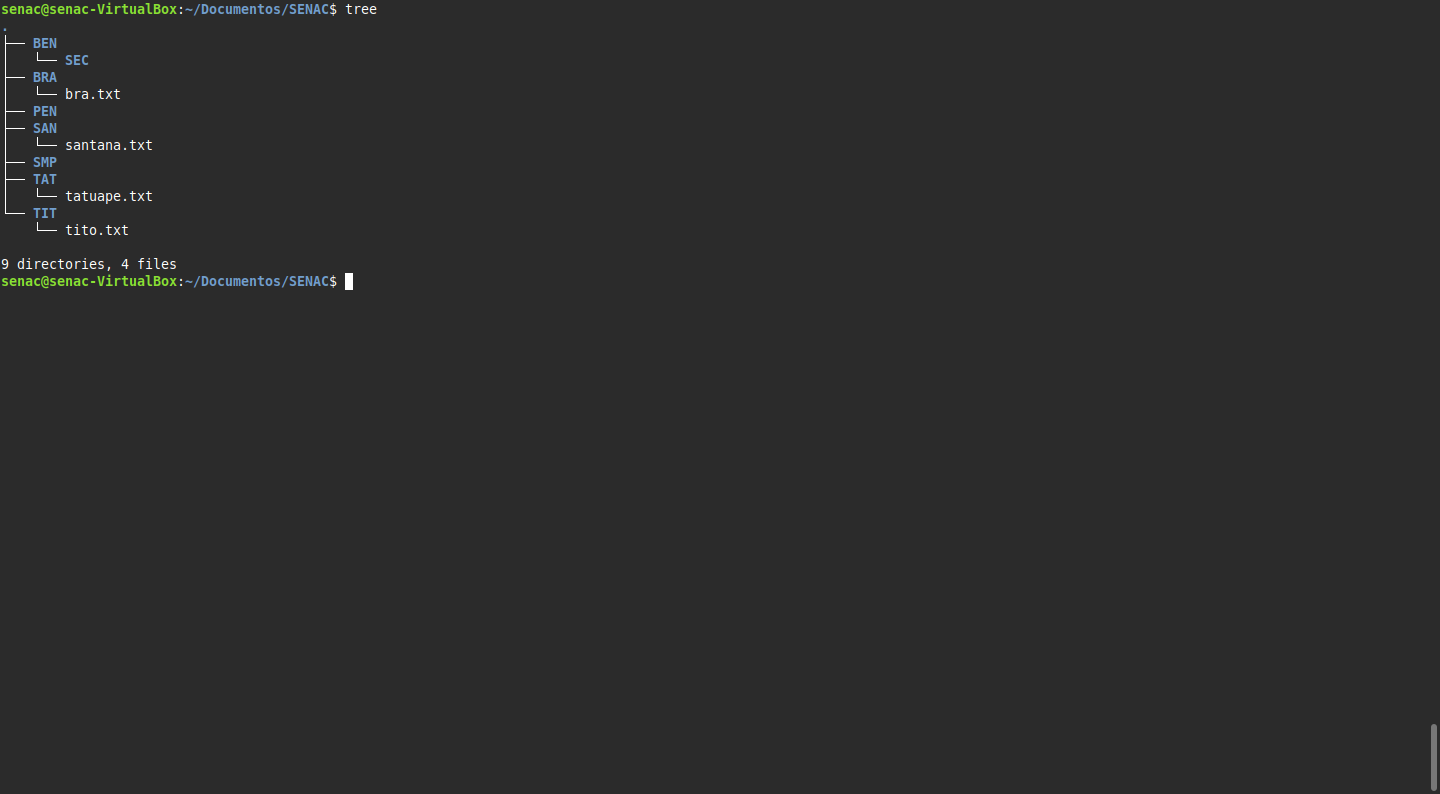 senac@senac-VirtualBox:~/Documentos/SENAC$ tree
.
├── BEN
│   └── SEC
├── BRA
│   └── bra.txt
├── PEN
├── SAN
│   └── santana.txt
├── SMP
├── TAT
│   └── tatuape.txt
└── TIT
    └── tito.txt

9 directories, 4 files
senac@senac-VirtualBox:~/Documentos/SENAC$